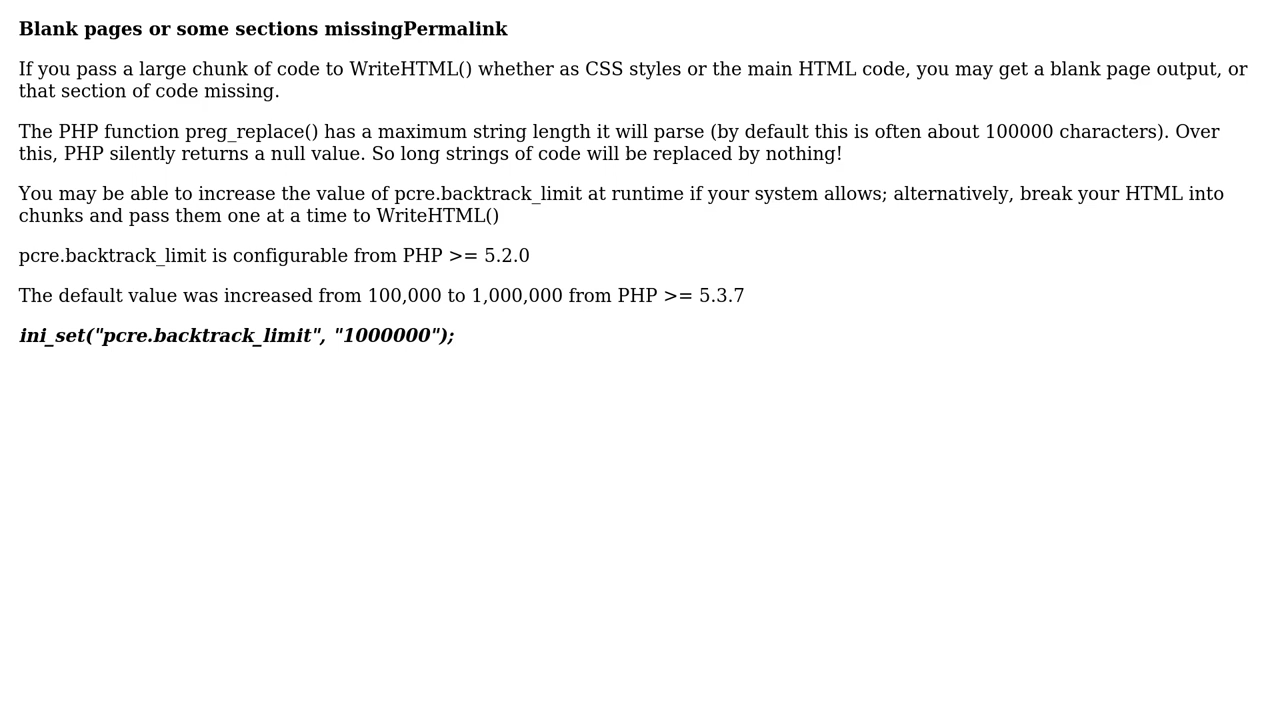 Blank pages or some sections missingPermalink
If you pass a large chunk of code to WriteHTML() whether as CSS styles or the main HTML code, you may get a blank page output, or
that section of code missing.
The PHP function preg_replace() has a maximum string length it will parse (by default this is often about 100000 characters). Over
this, PHP silently returns a null value. So long strings of code will be replaced by nothing!
You may be able to increase the value of pcre.backtrack_limit at runtime if your system allows; alternatively, break your HTML into
chunks and pass them one at a time to WriteHTML()
pcre.backtrack_limit is configurable from PHP >= 5.2.0
The default value was increased from 100,000 to 1,000,000 from PHP >= 5.3.7
ini_set("pcre.backtrack_limit", "1000000");